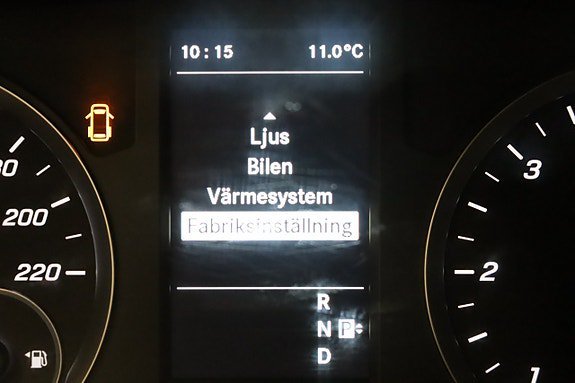 10:15 11.0°C
Ljus
Bilen
Värmesystem
Fabriksinställning
R
N P
D
200
220
3
2
1